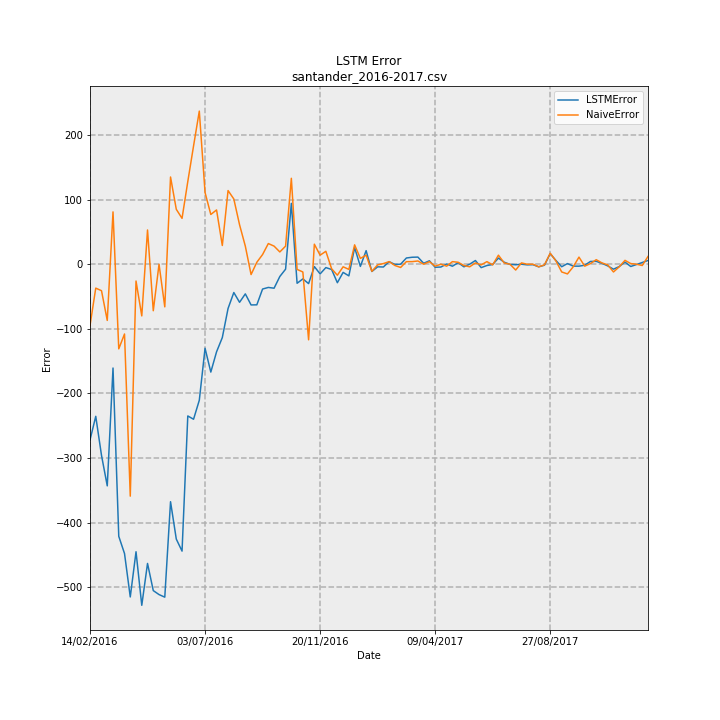 LSTM Error
santander_2016-2017.csv
LSTMError
NaiveError
200
100
0
−100
−200
−300
−400
−500
Error
14/02/2016
03/07/2016
20/11/2016
09/04/2017
27/08/2017
Date